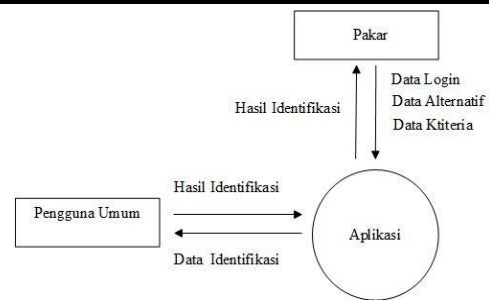 Pakar
Data Login
Data Alternatif
Data Ktiteria
Hasil Identifikasi
Hasil Identifikasi
Pengguna Umum
Aplikasi
Data Identifikasi